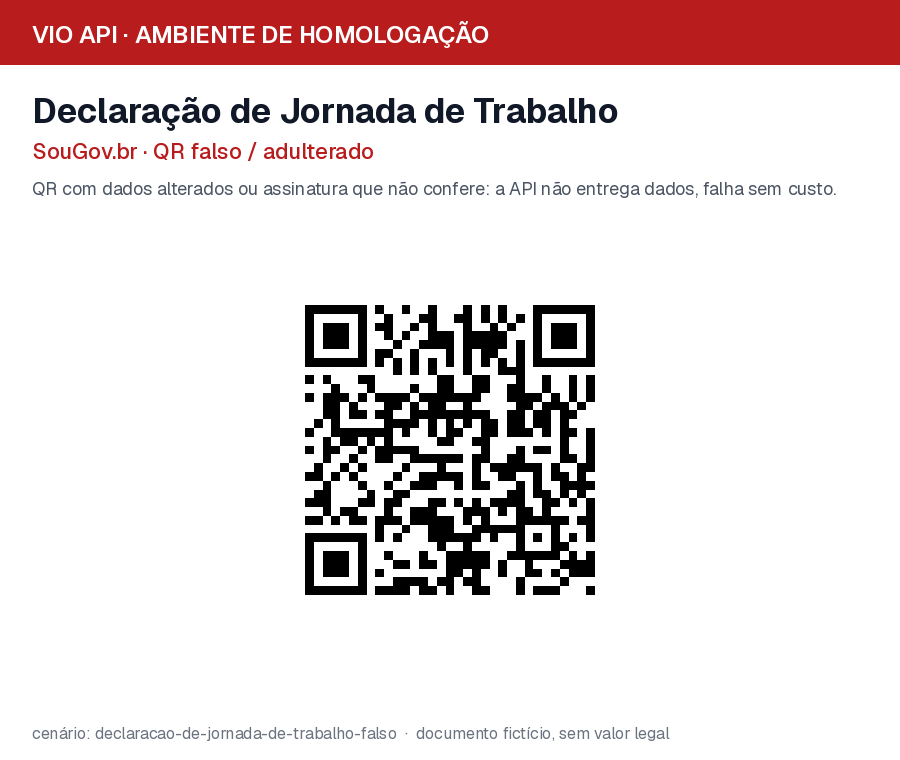 VIO API · AMBIENTE DE HOMOLOGAÇÃO
Declaração de Jornada de Trabalho
SouGov.br · QR falso / adulterado
QR com dados alterados ou assinatura que não confere: a API não entrega dados, falha sem custo.
cenário: declaracao-de-jornada-de-trabalho-falso · documento fictício, sem valor legal